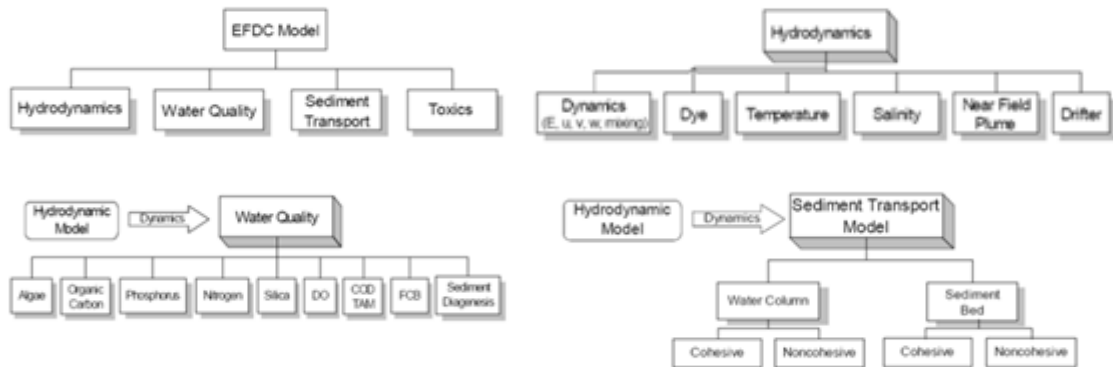 EFDC Model
Hydrodynamics
Water Quality
Sediment
Transport
Toxics
Hydrodynamics
Dynamics
(E, u, v, w, mixing)
Dye
Temperature
Salinity
Near Field
Plume
Drifter
Hydrodynamic
Model
Dynamics
Water Quality
Algae
Organic
Carbon
Phosphorus
Nitrogen
Silica
DO
COD
TAM
FCB
Sediment
Diagenesis
Hydrodynamic
Model
Dynamics
Sediment Transport
Model
Water Column
Sediment
Bed
Cohesive
Noncohesive
Cohesive
Noncohesive